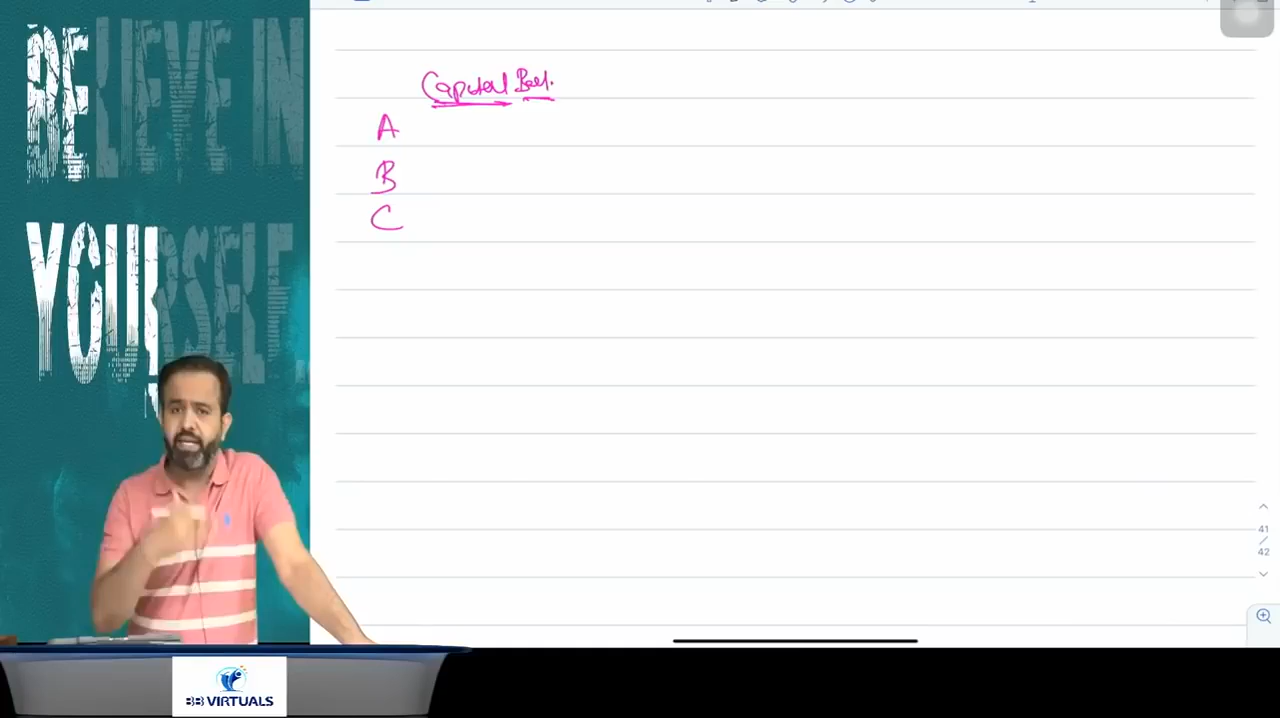 BELIEVE IN
YOURSELF.
Capital Bal.
A
B
C
41
/
42
BB VIRTUALS